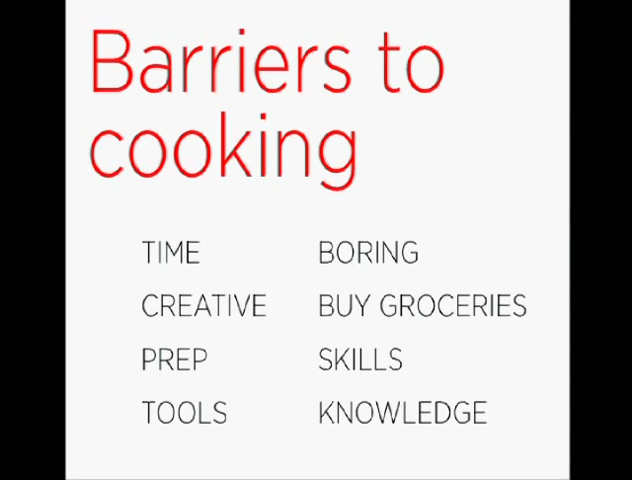 Barriers to
cooking
TIME
BORING
CREATIVE
BUY GROCERIES
PREP
SKILLS
TOOLS
KNOWLEDGE